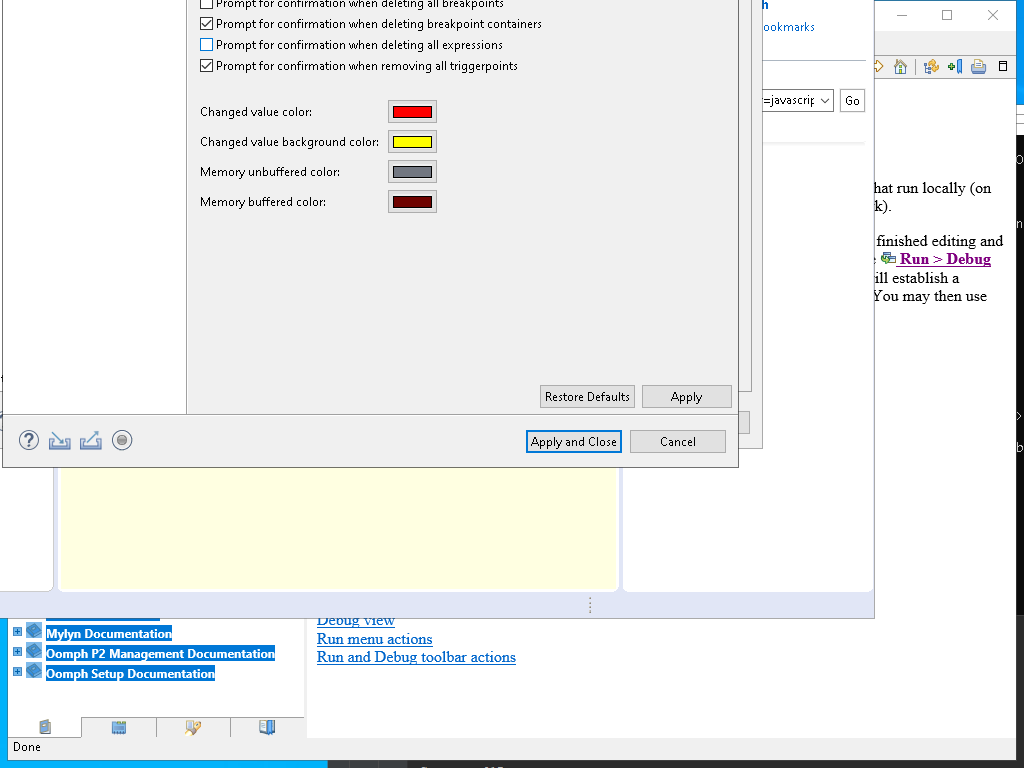 Prompt for confirmation when deleting all breakpoints
Prompt for confirmation when deleting breakpoint containers
Prompt for confirmation when deleting all expressions
Prompt for confirmation when removing all triggerpoints
Changed value color:
Changed value background color:
Memory unbuffered color:
Memory buffered color:
Restore Defaults
Apply
Apply and Close
Cancel
h
ookmarks
=javascrip
Go
hat run locally (on
k).
finished editing and
Run > Debug
ill establish a
You may then use
Debug view
Run menu actions
Run and Debug toolbar actions
Mylyn Documentation
Oomph P2 Management Documentation
Oomph Setup Documentation
Done